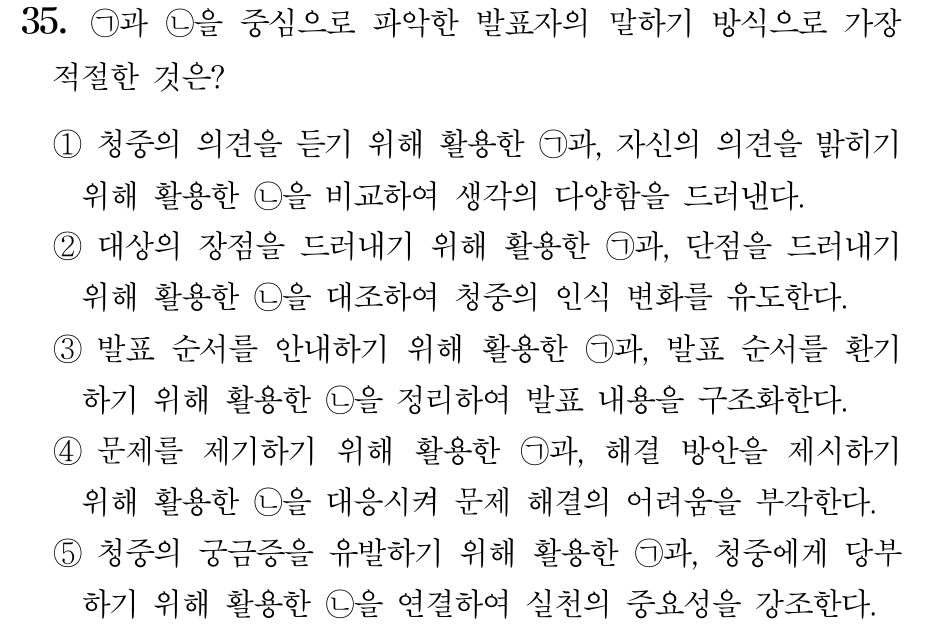 35. ㉠과 ㉡을 중심으로 파악한 발표자의 말하기 방식으로 가장
적절한 것은?
① 청중의 의견을 듣기 위해 활용한 ㉠과, 자신의 의견을 밝히기
위해 활용한 ㉡을 비교하여 생각의 다양함을 드러낸다.
② 대상의 장점을 드러내기 위해 활용한 ㉠과, 단점을 드러내기
위해 활용한 ㉡을 대조하여 청중의 인식 변화를 유도한다.
③ 발표 순서를 안내하기 위해 활용한 ㉠과, 발표 순서를 환기
하기 위해 활용한 ㉡을 정리하여 발표 내용을 구조화한다.
④ 문제를 제기하기 위해 활용한 ㉠과, 해결 방안을 제시하기
위해 활용한 ㉡을 대응시켜 문제 해결의 어려움을 부각한다.
⑤ 청중의 궁금증을 유발하기 위해 활용한 ㉠과, 청중에게 당부
하기 위해 활용한 ㉡을 연결하여 실천의 중요성을 강조한다.